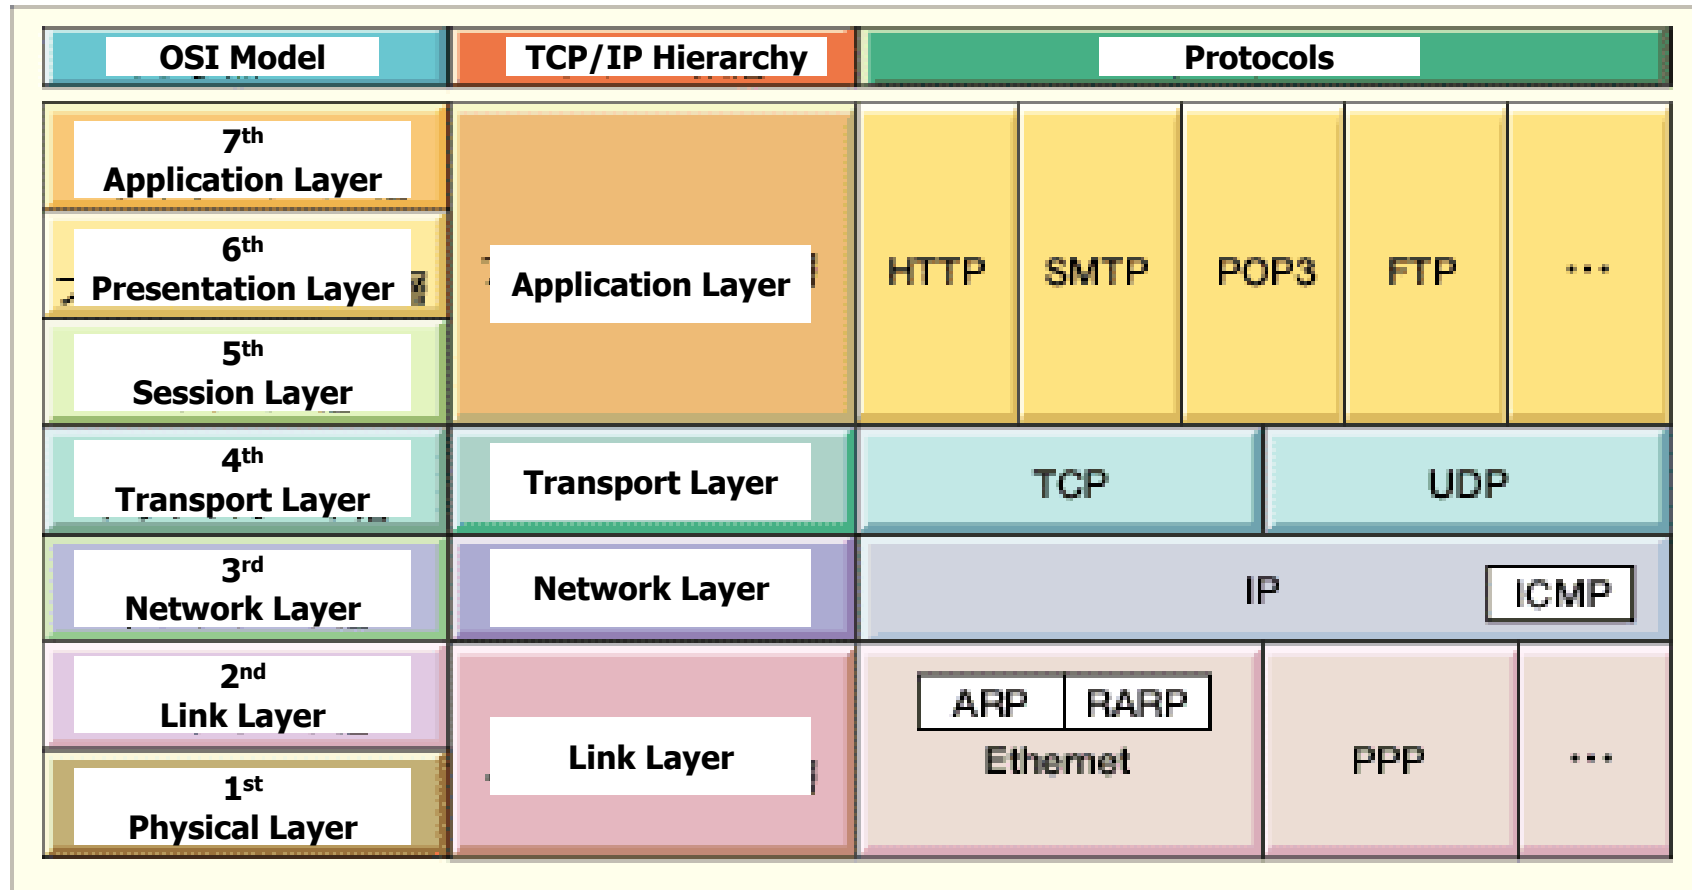 OSI Model
TCP/IP Hierarchy
Protocols
7th
Application Layer
6th
Presentation Layer
5th
Session Layer
Application Layer
HTTP
SMTP
POP3
FTP
...
4th
Transport Layer
Transport Layer
TCP
UDP
3rd
Network Layer
Network Layer
IP
ICMP
2nd
Link Layer
1st
Physical Layer
Link Layer
ARP
RARP
Ethernet
PPP
...